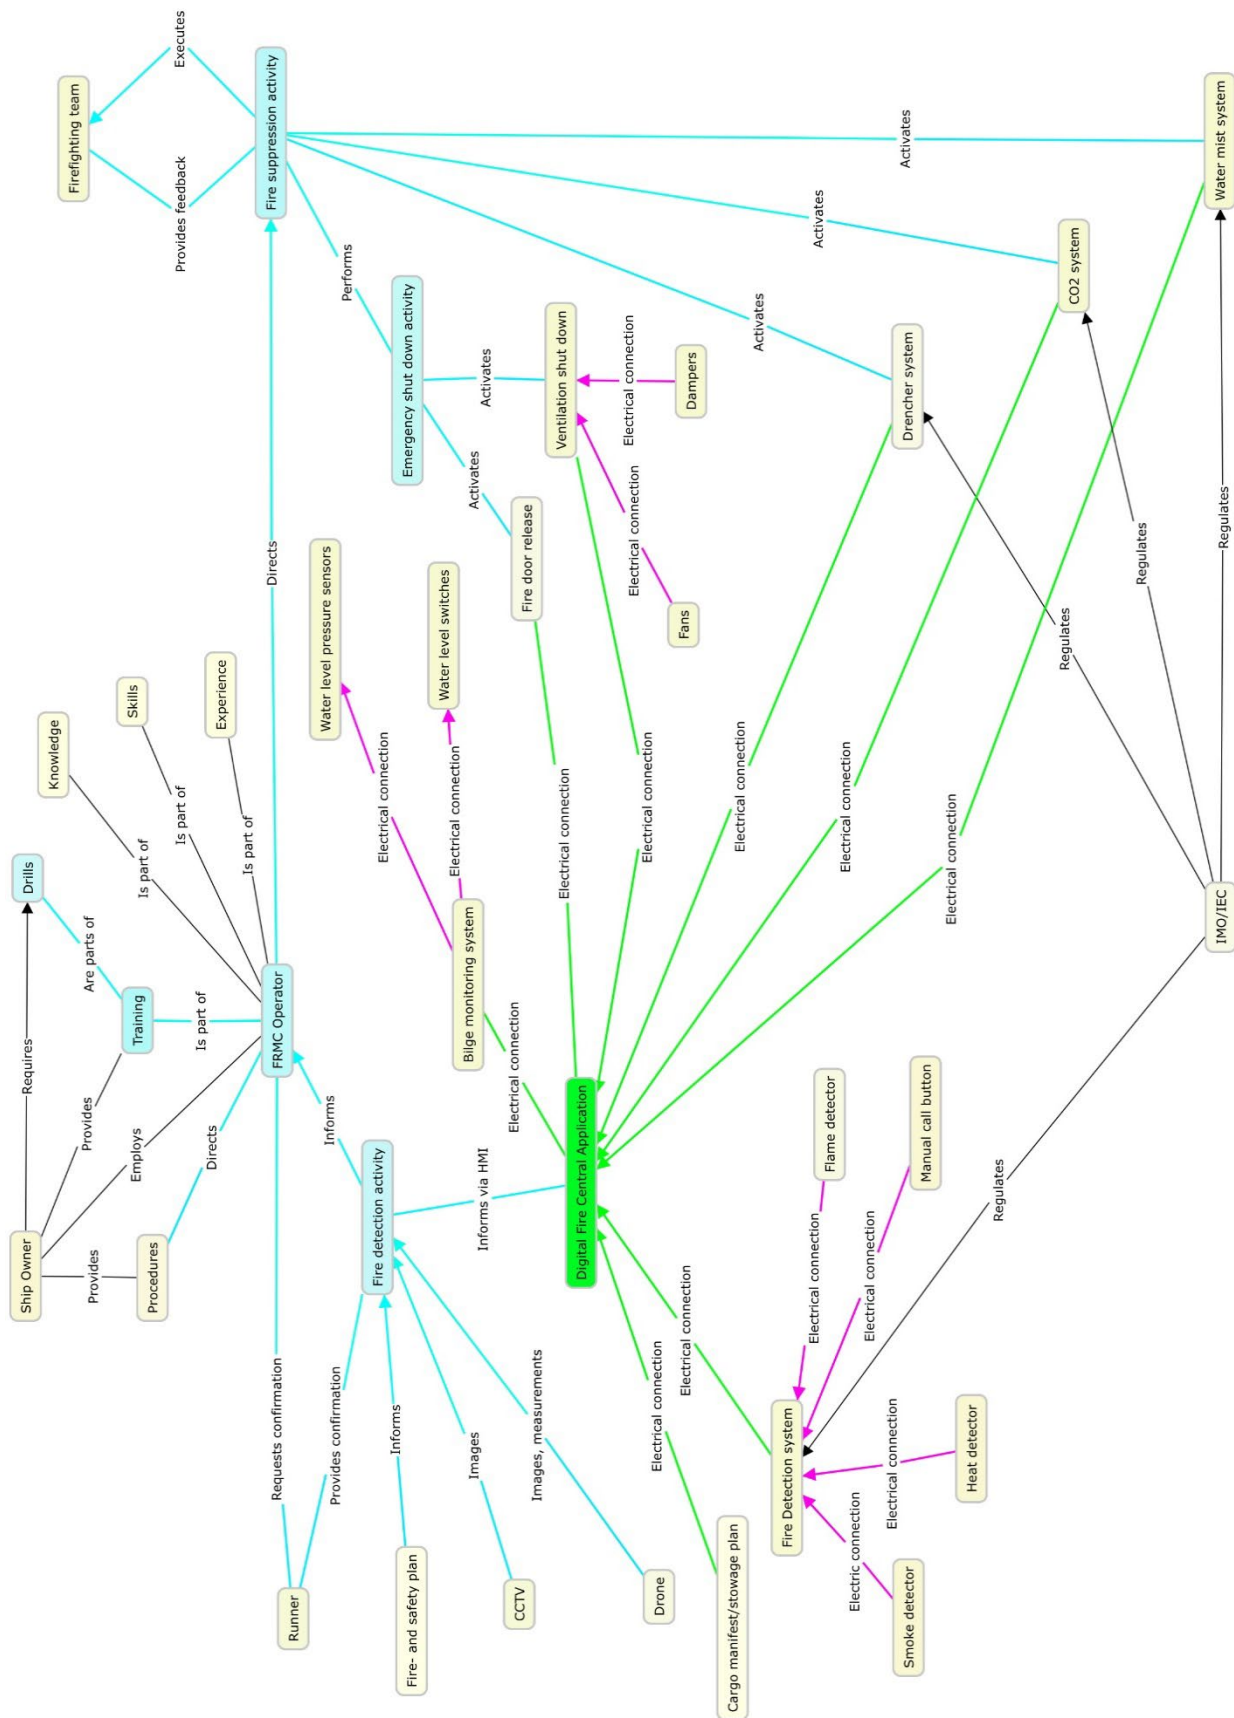 Ship Owner
Requires
Drills
Provides
Provides
Are parts of
Knowledge
Employs
Procedures
Training
Is part of
Skills
Directs
Is part of
Is part of
Experience
Is part of
Firefighting team
Executes
Provides feedback
Runner
Requests confirmation
FRMC Operator
Directs
Fire suppression activity
Provides confirmation
Informs
Performs
Fire- and safety plan
Informs
Fire detection activity
Water level pressure sensors
Emergency shut down activity
Electrical connection
Images
Informs via HMI
Bilge monitoring system
Electrical connection
Water level switches
Activates
Activates
CCTV
Images, measurements
Electrical connection
Fire door release
Ventilation shut down
Electrical connection
Digital Fire Central Application
Electrical connection
Electrical connection
Electrical connection
Drone
Fans
Dampers
Electrical connection
Electrical connection
Cargo manifest/stowage plan
Electrical connection
Activates
Fire Detection system
Electrical connection
Flame detector
Activates
Electric connection
Electrical connection
Electrical connection
Drencher system
Activates
Smoke detector
Electrical connection
Manual call button
Electrical connection
Heat detector
Regulates
Regulates
CO2 system
Regulates
IMO/IEC
Regulates
Water mist system